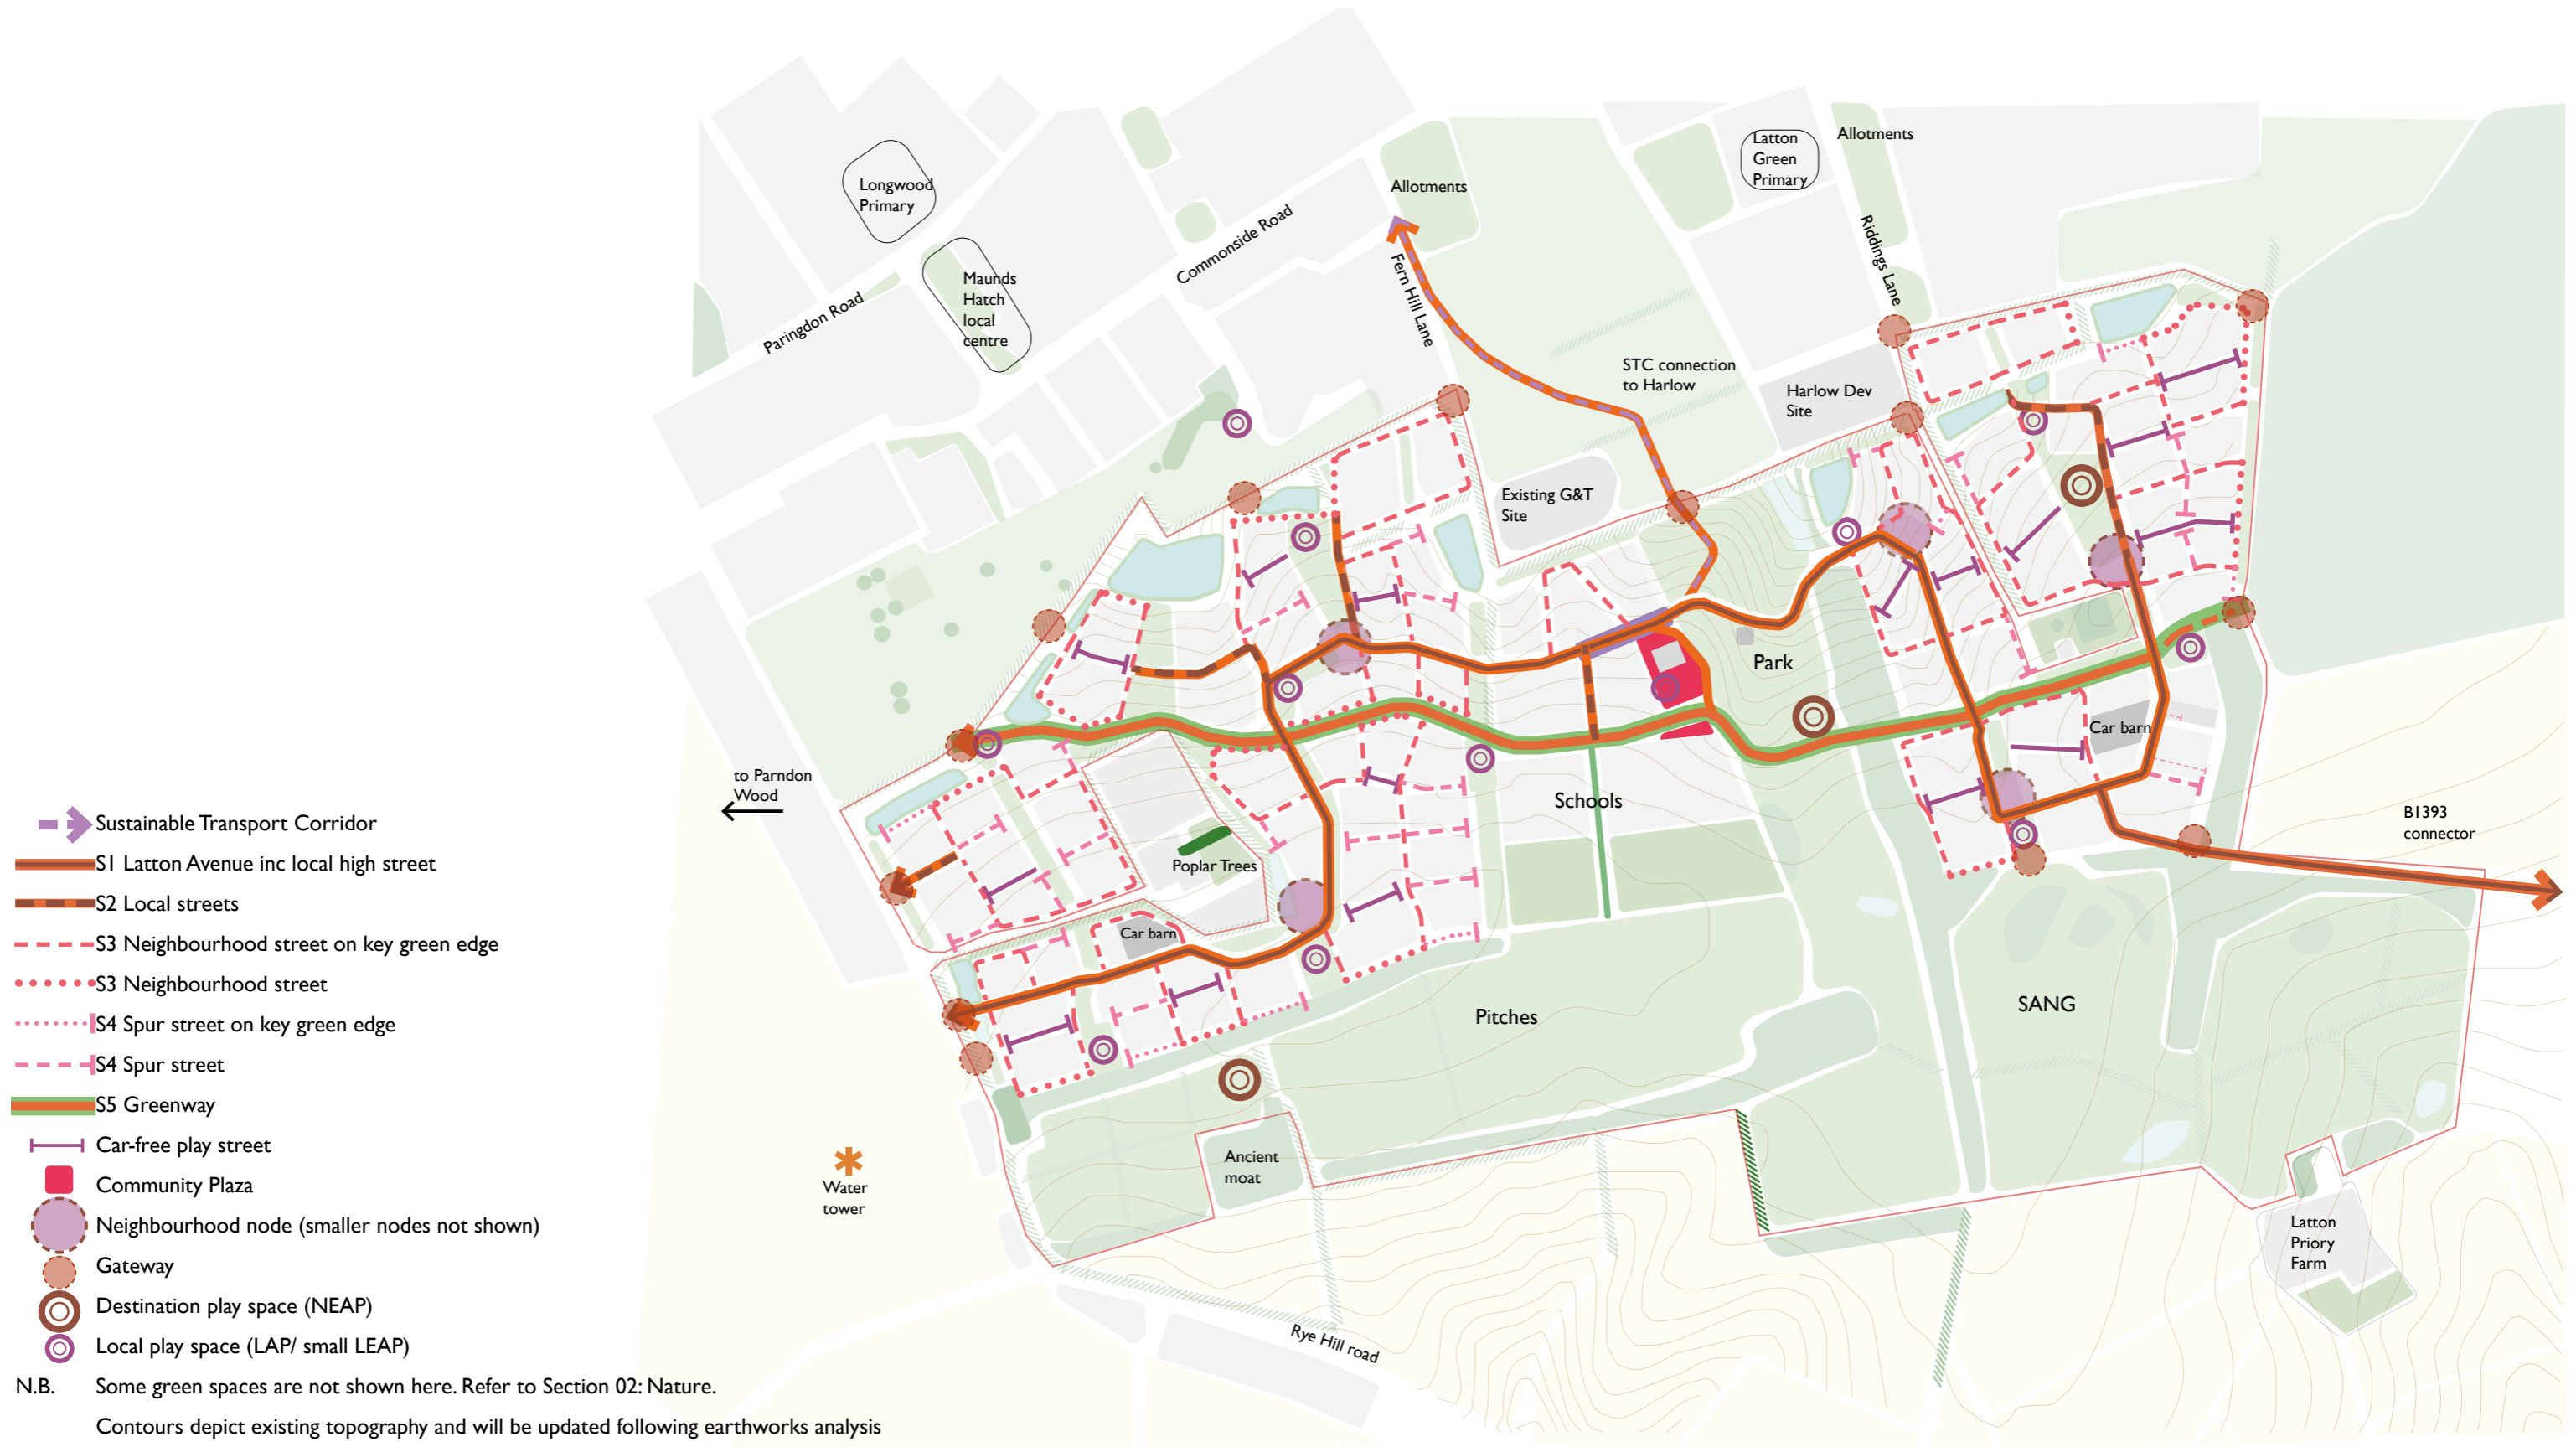 Longwood
Primary
Maunds
Hatch
local
centre
Paringdon Road
Commonside Road
Allotments
Fern Hill Lane
Latton
Green
Primary
Allotments
Riddings Lane
STC connection
to Harlow
Harlow Dev
Site
Existing G&T
Site
Park
Car barn
to Parndon
Wood
Schools
Poplar Trees
Car barn
B1393
connector
Pitches
SANG
Ancient
moat
Water
tower
Latton
Priory
Farm
Rye Hill road
Sustainable Transport Corridor
S1 Latton Avenue inc local high street
S2 Local streets
S3 Neighbourhood street on key green edge
S3 Neighbourhood street
S4 Spur street on key green edge
S4 Spur street
S5 Greenway
Car-free play street
Community Plaza
Neighbourhood node (smaller nodes not shown)
Gateway
Destination play space (NEAP)
Local play space (LAP/ small LEAP)
N.B. Some green spaces are not shown here. Refer to Section 02: Nature.
Contours depict existing topography and will be updated following earthworks analysis